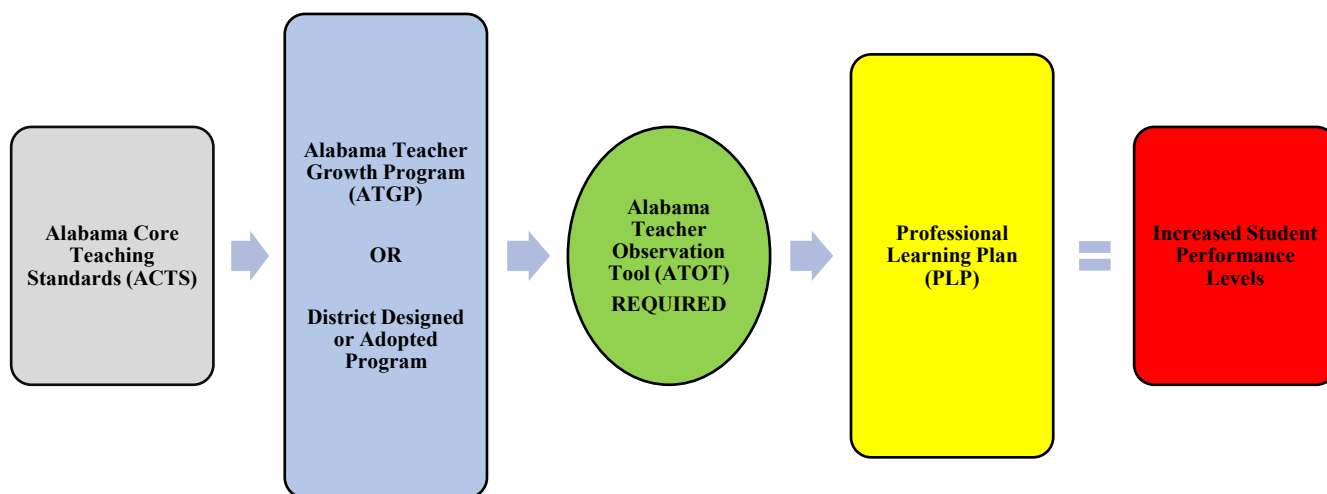 Alabama Core
Teaching
Standards (ACTS)
Alabama Teacher
Growth Program
(ATGP)
OR
District Designed
or Adopted
Program
Alabama
Teacher
Observation
Tool (ATOT)
REQUIRED
Professional
Learning Plan
(PLP)
Increased Student
Performance
Levels